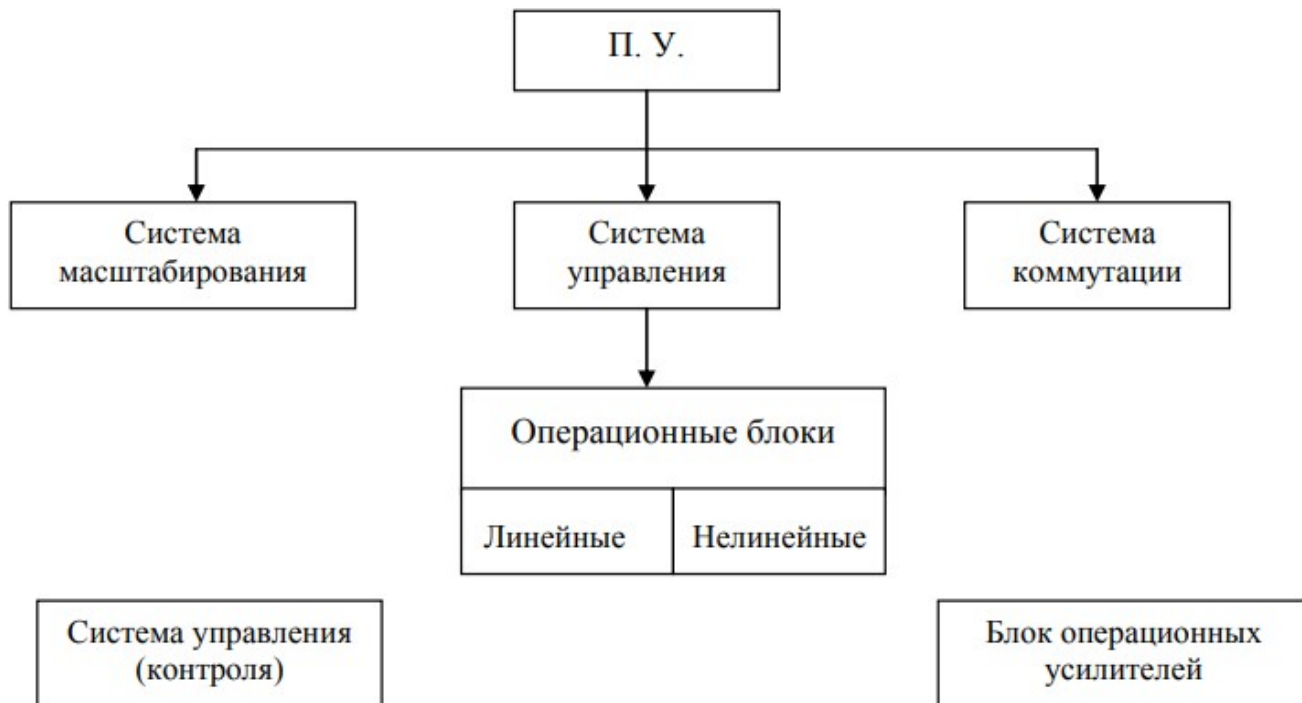 П. У.
Система
масштабирования
Система
управления
Система
коммутации
Операционные блоки
Линейные
Нелинейные
Система управления
(контроля)
Блок операционных
усилителей